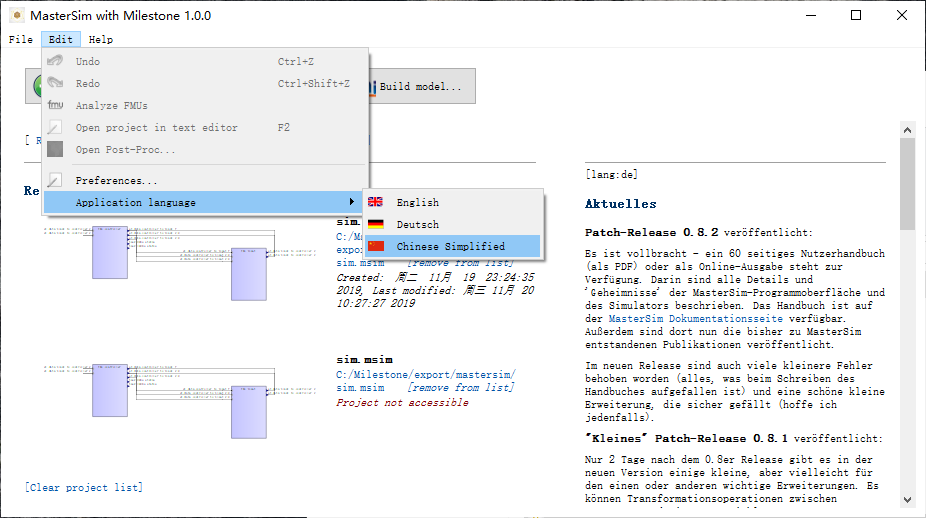 MasterSim with Milestone 1.0.0
File Edit Help
Undo Ctrl+Z
Redo Ctrl+Shift+Z
Analyze FMUs
Open project in text editor F2
Open Post-Proc...
Preferences...
Application language
English
Deutsch
Chinese Simplified
Build model...
[ R
Re
sim.
C:/M
expor
sim.msim [remove from list]
Created: 周二 11月 19 23:24:35
2019, Last modified: 周三 11月 20
10:27:27 2019
sim.msim
C:/Milestone/export/mastersim/
sim.msim [remove from list]
Project not accessible
[Clear project list]
[lang:de]
Aktuelles
Patch-Release 0.8.2 veröffentlicht:
Es ist vollbracht - ein 60 seitiges Nutzerhandbuch
(als PDF) oder als Online-Ausgabe steht zur
Verfügung. Darin sind alle Details und
'Geheimnisse' der MasterSim-Programmoberfläche und
des Simulators beschrieben. Das Handbuch ist auf
der MasterSim Dokumentationsseite verfügbar.
Außerdem sind dort nun die bisher zu MasterSim
entstandenen Publikationen veröffentlicht.
Im neuen Release sind auch viele kleinere Fehler
behoben worden (alles, was beim Schreiben des
Handbuches aufgefallen ist) und eine schöne kleine
Erweiterung, die sicher gefällt (hoffe ich
jedenfalls).
"Kleines" Patch-Release 0.8.1 veröffentlicht:
Nur 2 Tage nach dem 0.8er Release gibt es in der
neuen Version einige kleine, aber vielleicht für
den einen oder anderen wichtige Erweiterungen. Es
können Transformationsoperationen zwischen